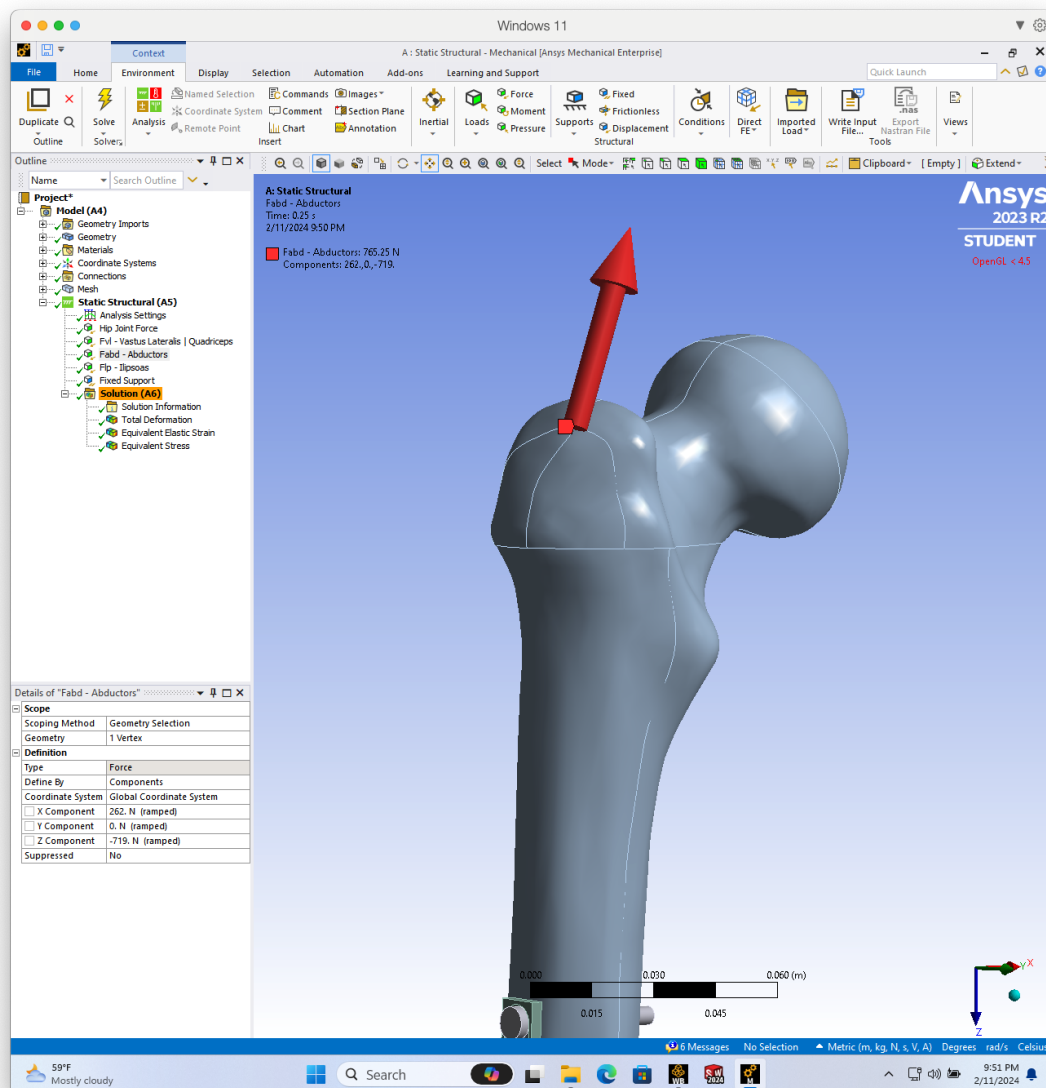 Windows 11
Context
A : Static Structural - Mechanical [Ansys Mechanical Enterprise]
File Home Environment Display Selection Automation Add-ons Learning and Support
Quick Launch
Duplicate
Outline
Solve
Solver
Analysis
Named Selection
Coordinate System
Remote Point
Commands
Comment
Chart
Images
Section Plane
Annotation
Insert
Inertial
Loads
Force
Moment
Pressure
Supports
Fixed
Frictionless
Displacement
Structural
Conditions
Direct FE
Imported Load
Write Input File...
Export Nastran File
Tools
Views
Outline
Name
Search Outline
Select Mode Clipboard [ Empty ] Extend
Project*
Model (A4)
Geometry Imports
Geometry
Materials
Coordinate Systems
Connections
Mesh
Static Structural (A5)
Analysis Settings
Hip Joint Force
Fvl - Vastus Lateralis | Quadriceps
Fabd - Abductors
Flp - Ilipsoas
Fixed Support
Solution (A6)
Solution Information
Total Deformation
Equivalent Elastic Strain
Equivalent Stress
A: Static Structural
Fabd - Abductors
Time: 0.25 s
2/11/2024 9:50 PM
Fabd - Abductors: 765.25 N
Components: 262.,0.,-719.
Ansys
2023 R2
STUDENT
OpenGL < 4.5
Details of "Fabd - Abductors"
Scope
Scoping Method Geometry Selection
Geometry 1 Vertex
Definition
Type Force
Define By Components
Coordinate System Global Coordinate System
X Component 262. N (ramped)
Y Component 0. N (ramped)
Z Component -719. N (ramped)
Suppressed No
0.000 0.030 0.060 (m)
0.015 0.045
Y X
Z
6 Messages No Selection Metric (m, kg, N, s, V, A) Degrees rad/s Celsius
59°F
Mostly cloudy
Search
WB
SW
2024
M
9:51 PM
2/11/2024